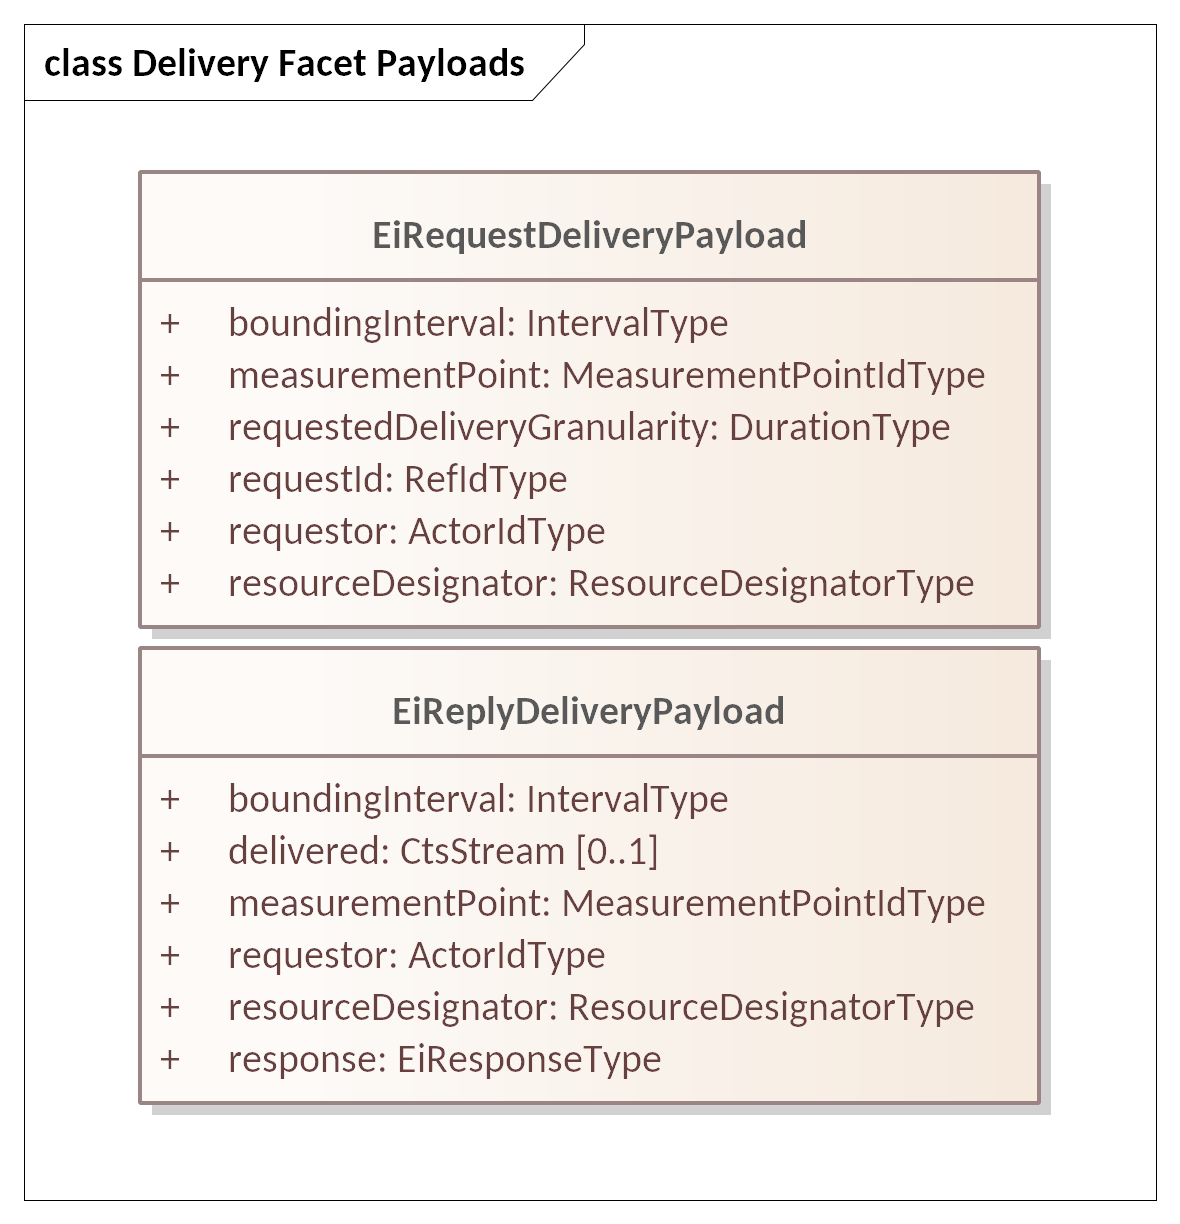 class Delivery Facet Payloads
EiRequestDeliveryPayload
+ boundingInterval: IntervalType
+ measurementPoint: MeasurementPointIdType
+ requestedDeliveryGranularity: DurationType
+ requestId: RefIdType
+ requestor: ActorIdType
+ resourceDesignator: ResourceDesignatorType
EiReplyDeliveryPayload
+ boundingInterval: IntervalType
+ delivered: CtsStream [0..1]
+ measurementPoint: MeasurementPointIdType
+ requestor: ActorIdType
+ resourceDesignator: ResourceDesignatorType
+ response: EiResponseType